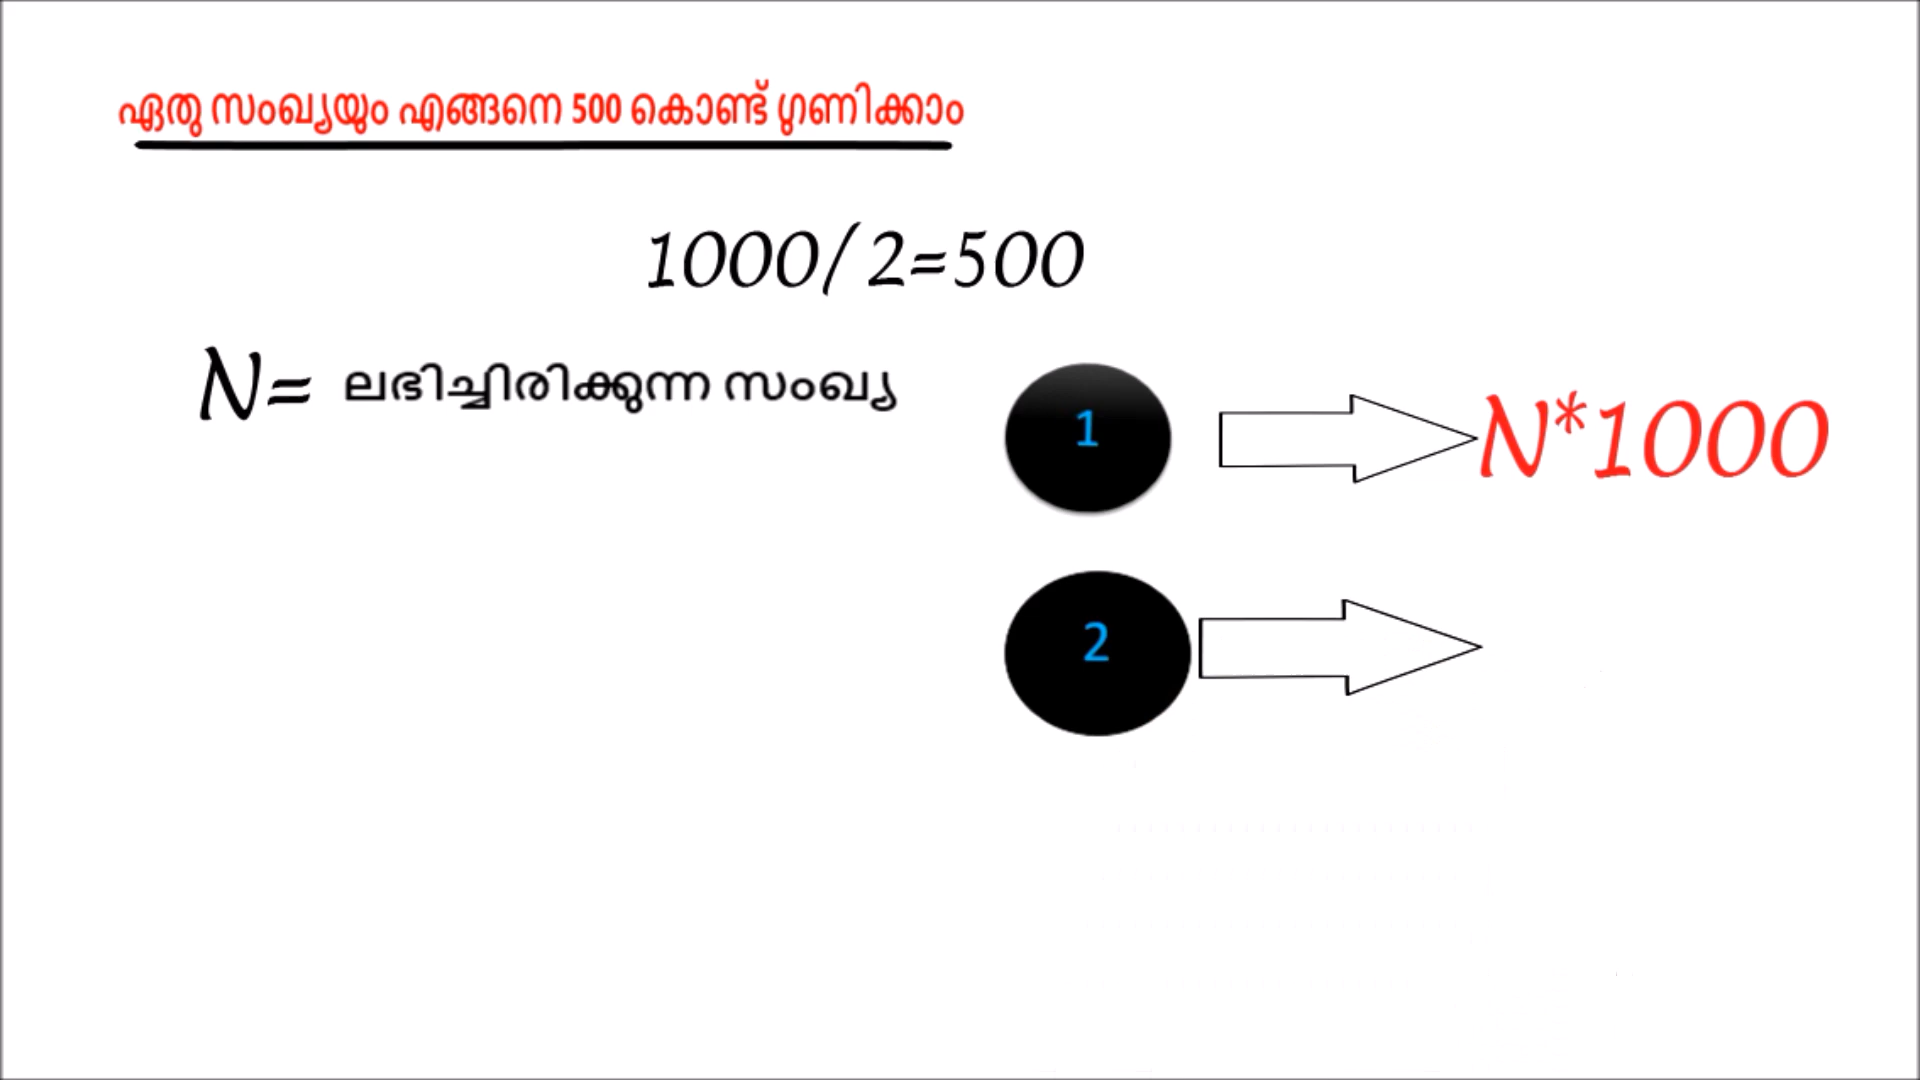 ഏതു സംഖ്യയും എങ്ങനെ 500 കൊണ്ട് ഗുണിക്കാം
1000/2=500
N= ലഭിച്ചിരിക്കുന്ന സംഖ്യ
1 N*1000
2